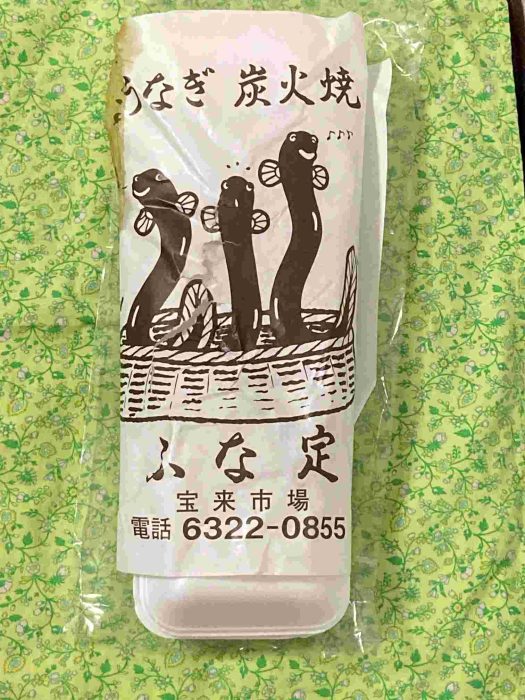 うなぎ 炭火焼
♪♪♪
ふな定
宝来市場
電話 6322-0855